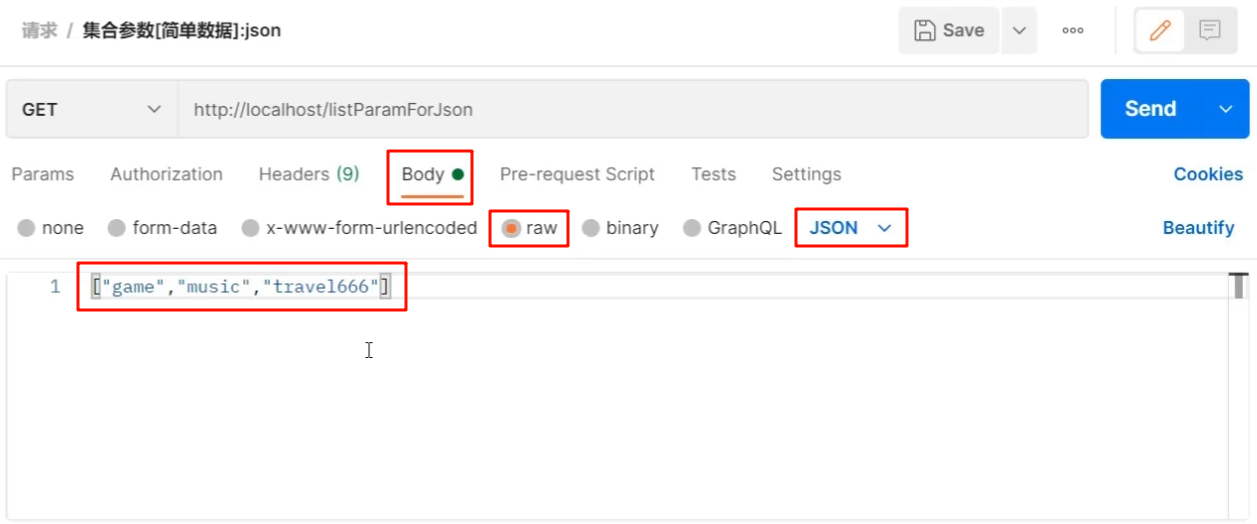 请求 / 集合参数[简单数据]:json Save
GET http://localhost/listParamForJson Send
Params Authorization Headers (9) Body Pre-request Script Tests Settings Cookies
none form-data x-www-form-urlencoded raw binary GraphQL JSON Beautify
1 ["game","music","travel666"]